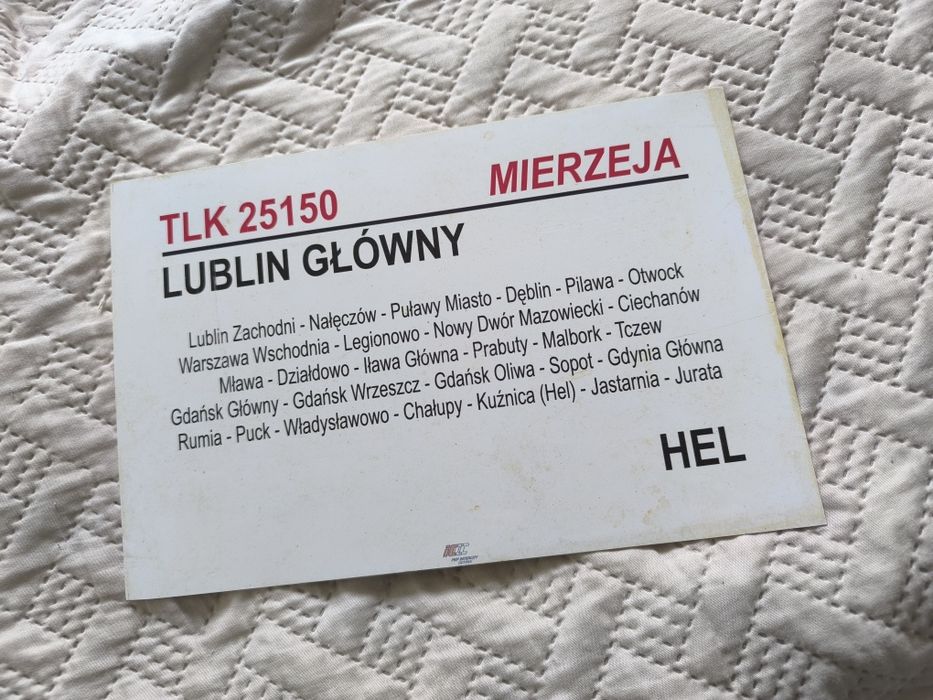 TLK 25150 MIERZEJA
LUBLIN GŁÓWNY
Lublin Zachodni - Nałęczów - Puławy Miasto - Dęblin - Pilawa - Otwock
Warszawa Wschodnia - Legionowo - Nowy Dwór Mazowiecki - Ciechanów
Mława - Działdowo - Iława Główna - Prabuty - Malbork - Tczew
Gdańsk Główny - Gdańsk Wrzeszcz - Gdańsk Oliwa - Sopot - Gdynia Główna
Rumia - Puck - Władysławowo - Chałupy - Kuźnica (Hel) - Jastarnia - Jurata
HEL